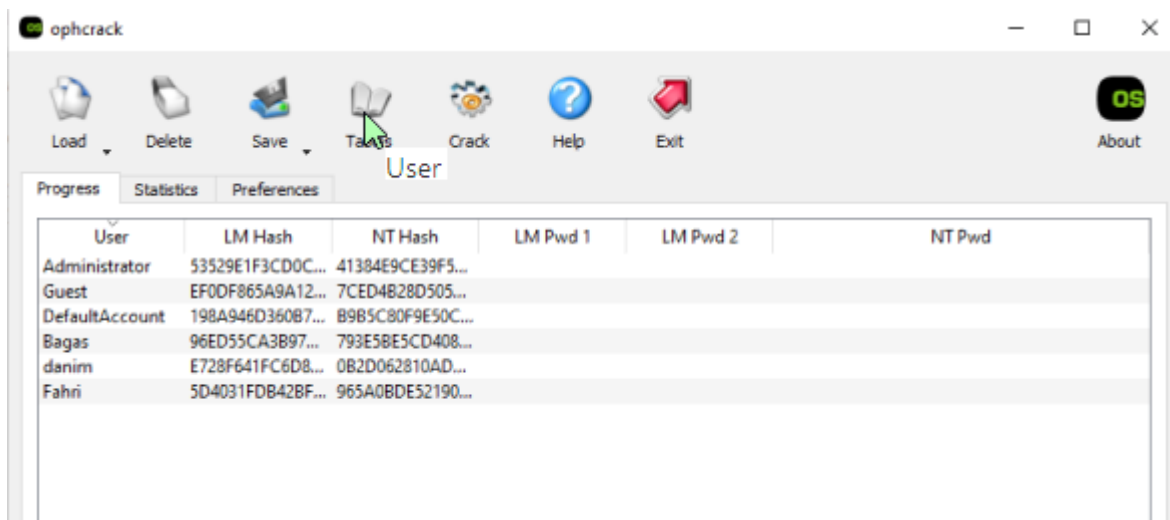 ophcrack
OS
Load Delete Save Crack Help Exit About
User
Progress Statistics Preferences
User LM Hash NT Hash LM Pwd 1 LM Pwd 2 NT Pwd
Administrator 53529E1F3CD0C... 41384E9CE39F5...
Guest EF0DF865A9A12... 7CED4B28D505...
DefaultAccount 198A946D360B7... B9B5C80F9E50C...
Bagas 96ED55CA3B97... 793E5BE5CD408...
danim E728F641FC6D8... 0B2D062810AD...
Fahri 5D4031FDB42BF... 965A0BDE52190...